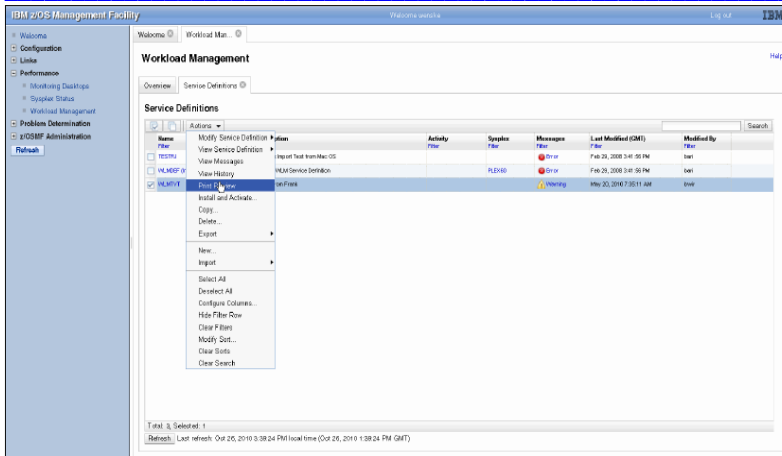 IBM z/OS Management Facility
Welcome
Log out
IBM
Welcome
Configuration
Links
Performance
Monitoring Desktops
Sysplex Status
Workload Management
Problem Determination
z/OSMF Administration
Refresh
Welcome
Workload Man...
Workload Management
Help
Overview
Service Definitions
Service Definitions
Actions
Search
Name
Activity
Sysplex
Messages
Last Modified (GMT)
Modified By
Filter
Filter
Filter
Filter
Filter
Filter
Import Test from Mac OS
Error
Feb 29, 2008 3:41:56 PM
bari
WLM Service Definition
PLEX60
Error
Feb 29, 2008 3:41:56 PM
bari
Warning
May 20, 2010 7:35:11 AM
Modify Service Definition
View Service Definition
View Messages
View History
Print Preview
Install and Activate...
Copy...
Delete...
Export
New...
Import
Select All
Deselect All
Configure Columns...
Hide Filter Row
Clear Filters
Modify Sort...
Clear Sorts
Clear Search
Total: 3, Selected: 1
Refresh Last refresh: Oct 26, 2010 3:39:24 PM local time (Oct 26, 2010 1:39:24 PM GMT)